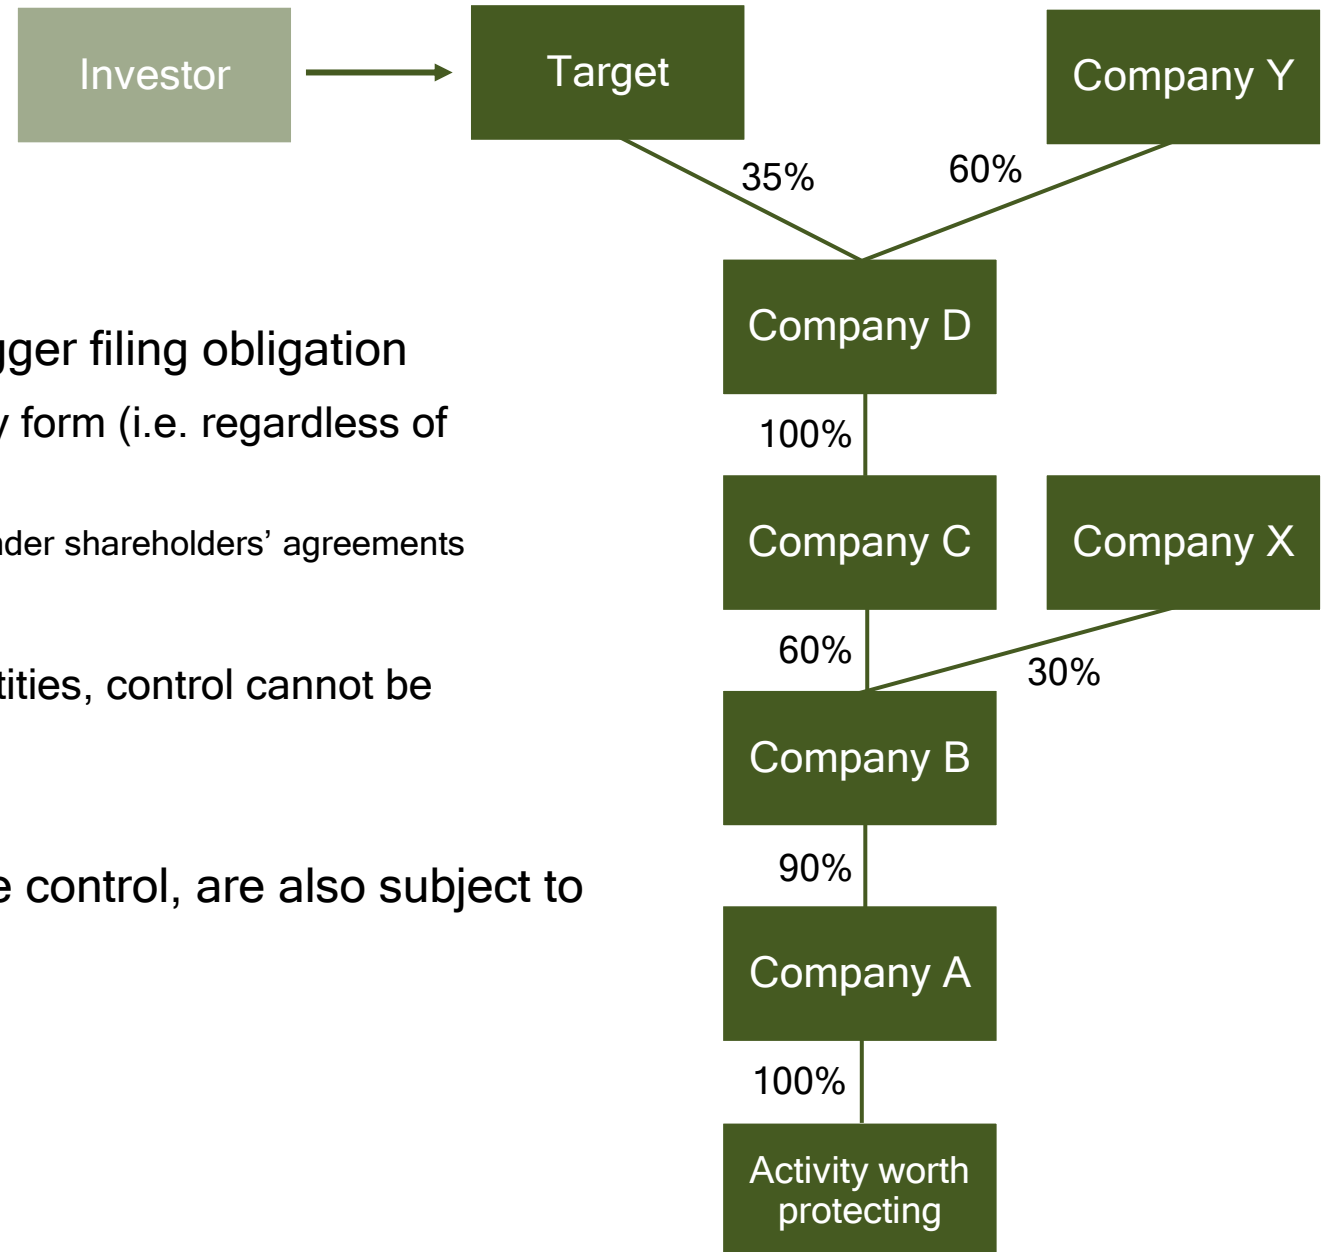 Investor
Target
Company Y
35%
60%
Company D
gger filing obligation
y form (i.e. regardless of
100%
nder shareholders’ agreements
Company C
Company X
60%
30%
tities, control cannot be
Company B
90%
e control, are also subject to
Company A
100%
Activity worth
protecting